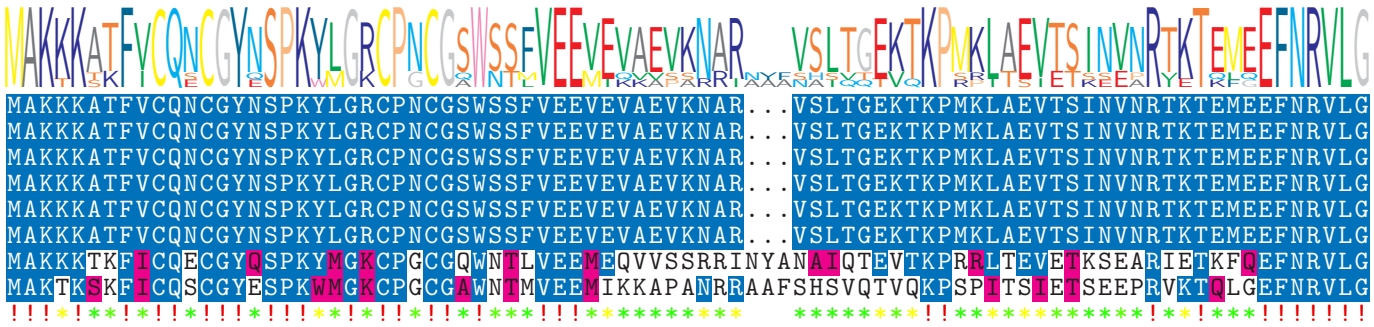 MAKKKATFVCQNCGYNSPKYLGRCPNCGSWSSFVEEVEVAEVKNAR...VSLTGEKTKPMKLAEVTSINVNRTKTEMEEFNRVLG
MAKKKATFVCQNCGYNSPKYLGRCPNCGSWSSFVEEVEVAEVKNAR...VSLTGEKTKPMKLAEVTSINVNRTKTEMEEFNRVLG
MAKKKATFVCQNCGYNSPKYLGRCPNCGSWSSFVEEVEVAEVKNAR...VSLTGEKTKPMKLAEVTSINVNRTKTEMEEFNRVLG
MAKKKATFVCQNCGYNSPKYLGRCPNCGSWSSFVEEVEVAEVKNAR...VSLTGEKTKPMKLAEVTSINVNRTKTEMEEFNRVLG
MAKKKATFVCQNCGYNSPKYLGRCPNCGSWSSFVEEVEVAEVKNAR...VSLTGEKTKPMKLAEVTSINVNRTKTEMEEFNRVLG
MAKKKATFVCQNCGYNSPKYLGRCPNCGSWSSFVEEVEVAEVKNAR...VSLTGEKTKPMKLAEVTSINVNRTKTEMEEFNRVLG
MAKKKTKFICQECGYQSPKYMGKCPGCGQWNTLVEEMEQVVSSRRINYANAIQTEVTKPRRLTEVETKSEARIETKFQEFNRVLG
MAKTKSKFICQSCGYESPKWMGKCPGCGAWNTMVEEMIKKAPANRRAAFSHSVQTVQKPSPITSIETSEEPRVKTQLGEFNRVLG
!!!*!**!*!!*!!!*!!!**!*!!*!!*!***!!!**********   ********!!************!**!***!!!!!!!